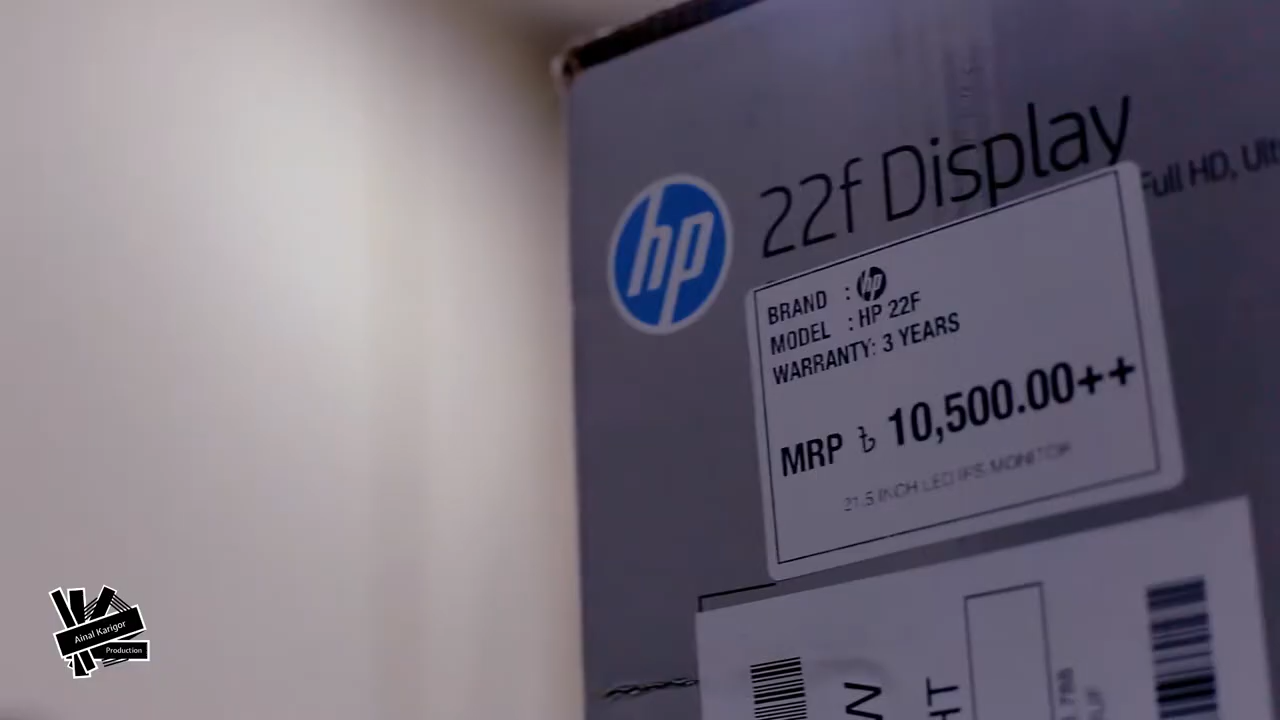 hp
22f Display
Full HD,
BRAND : hp
MODEL : HP 22F
WARRANTY: 3 YEARS
MRP ৳ 10,500.00++
21.5 INCH LED IPS MONITOR
Ainal Karigor
Production